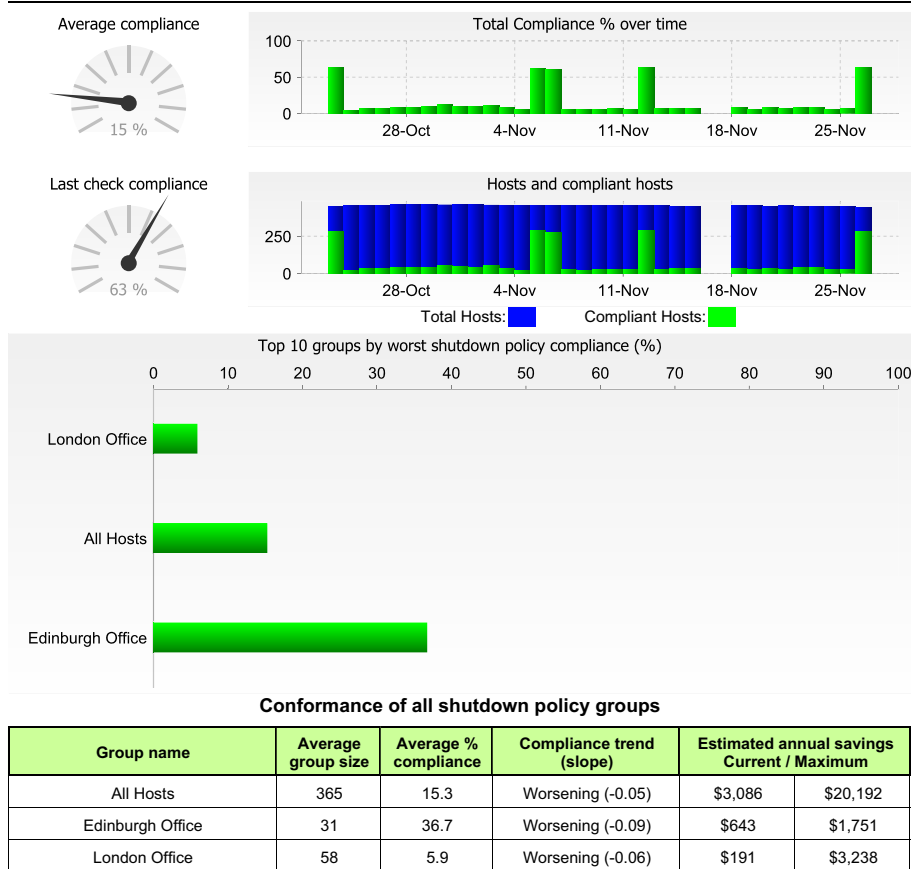 Average compliance
15 %
Total Compliance % over time
100
50
0
28-Oct 4-Nov 11-Nov 18-Nov 25-Nov
Last check compliance
63 %
Hosts and compliant hosts
250
0
28-Oct 4-Nov 11-Nov 18-Nov 25-Nov
Total Hosts: Compliant Hosts:
Top 10 groups by worst shutdown policy compliance (%)
0 10 20 30 40 50 60 70 80 90 100
London Office
All Hosts
Edinburgh Office
Conformance of all shutdown policy groups
Group name
Average
group size
Average %
compliance
Compliance trend
(slope)
Estimated annual savings
Current / Maximum
All Hosts 365 15.3 Worsening (-0.05) $3,086 $20,192
Edinburgh Office 31 36.7 Worsening (-0.09) $643 $1,751
London Office 58 5.9 Worsening (-0.06) $191 $3,238